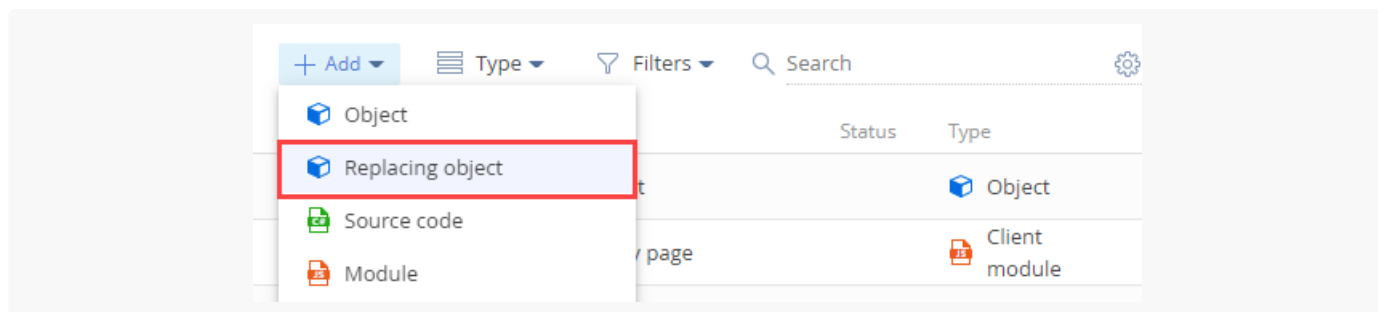 Add Type Filters Search
Object
Status Type
Replacing object
t Object
Source code
y page Client
module
Module